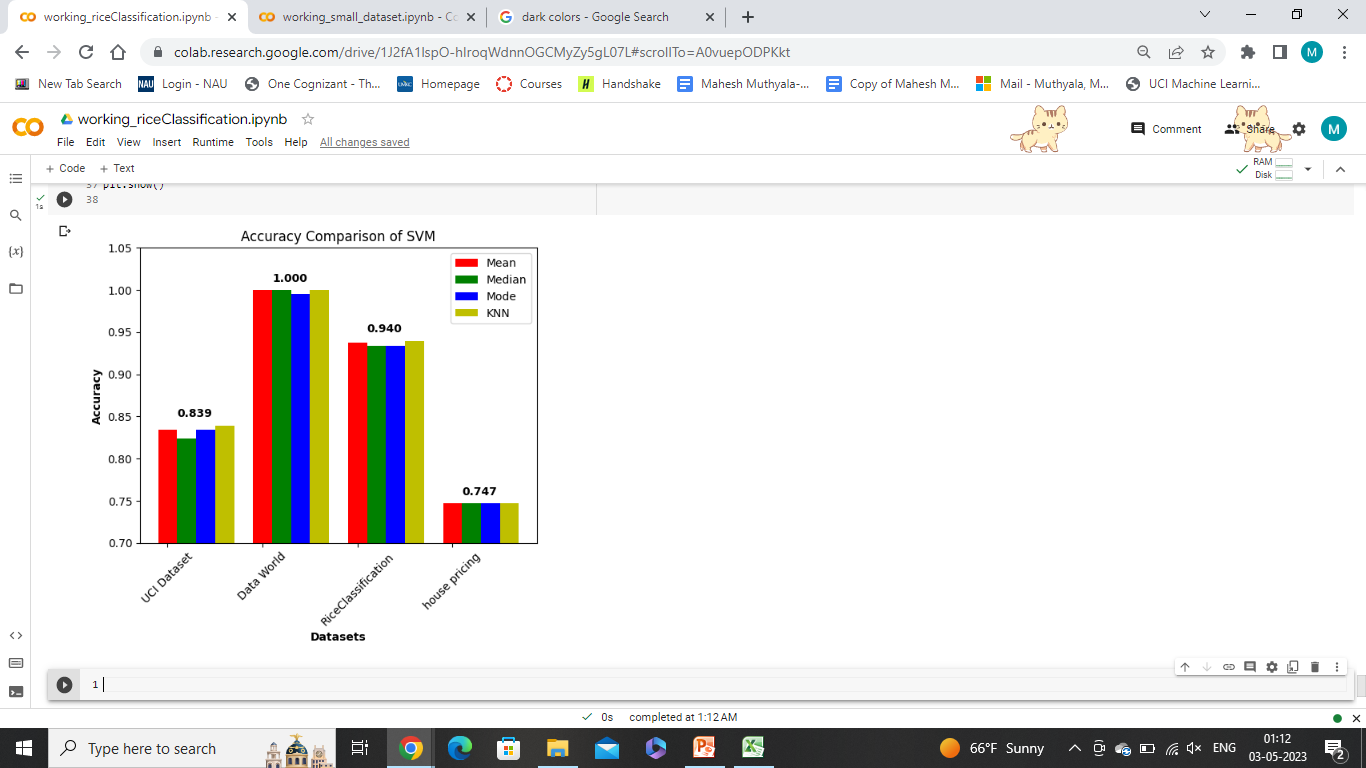 working_riceClassification.ipynb -
working_small_dataset.ipynb - Co
dark colors - Google Search
colab.research.google.com/drive/1J2fA1lspO-hIroqWdnnOGCMyZy5gL07L#scrollTo=A0vuepODPKkt
M
New Tab Search
NAU Login - NAU
One Cognizant - Th...
Homepage
Courses
H Handshake
Mahesh Muthyala-...
Copy of Mahesh M...
Mail - Muthyala, M...
UCI Machine Learni...
working_riceClassification.ipynb
Comment
Share
M
File Edit View Insert Runtime Tools Help All changes saved
+ Code + Text
RAM
Disk
37 plt.show()
1s
38
{x}
Accuracy Comparison of SVM
1.05
1.00
0.95
0.90
0.85
0.80
0.75
0.70
Accuracy
Mean
Median
Mode
KNN
0.839
1.000
0.940
0.747
UCI Dataset
Data World
RiceClassification
house pricing
Datasets
1
0s completed at 1:12 AM
Type here to search
66°F Sunny
ENG
01:12
03-05-2023
2